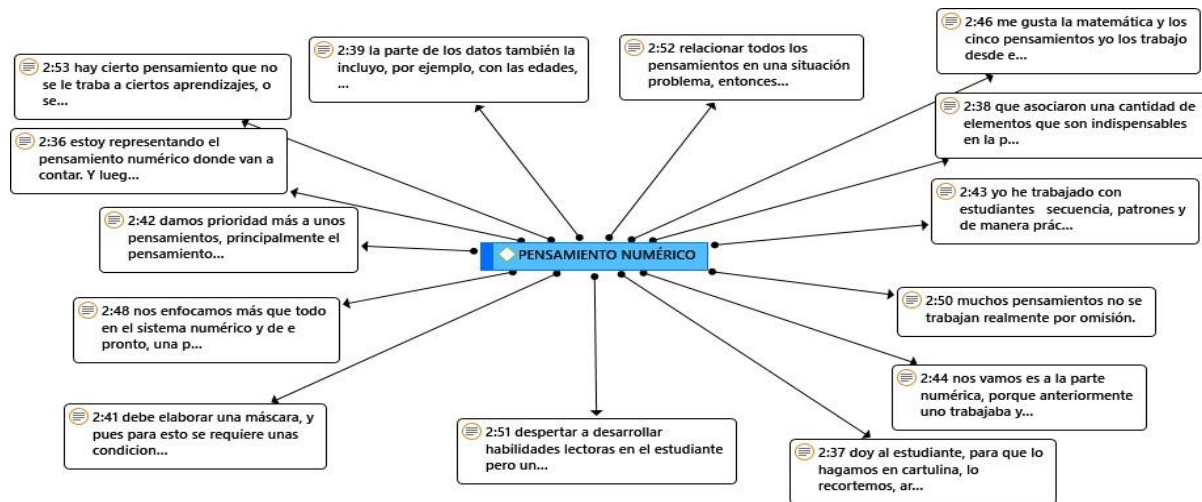 2:53 hay cierto pensamiento que no
se le traba a ciertos aprendizajes, o
se...
2:39 la parte de los datos también la
incluyo, por ejemplo, con las edades,
...
2:52 relacionar todos los
pensamientos en una situación
problema, entonces...
2:46 me gusta la matemática y los
cinco pensamientos yo los trabajo
desde e...
2:36 estoy representando el
pensamiento numérico donde van a
contar. Y lueg...
2:38 que asociaron una cantidad de
elementos que son indispensables
en la p...
2:42 damos prioridad más a unos
pensamientos, principalmente el
pensamiento...
2:43 yo he trabajado con
estudiantes secuencia, patrones y
de manera prác...
PENSAMIENTO NUMÉRICO
2:48 nos enfocamos más que todo
en el sistema numérico y de e
pronto, una p...
2:50 muchos pensamientos no se
trabajan realmente por omisión.
2:41 debe elaborar una máscara, y
pues para esto se requiere unas
condicion...
2:51 despertar a desarrollar
habilidades lectoras en el estudiante
pero un...
2:44 nos vamos es a la parte
numérica, porque anteriormente
uno trabajaba y...
2:37 doy al estudiante, para que lo
hagamos en cartulina, lo
recortemos, ar...